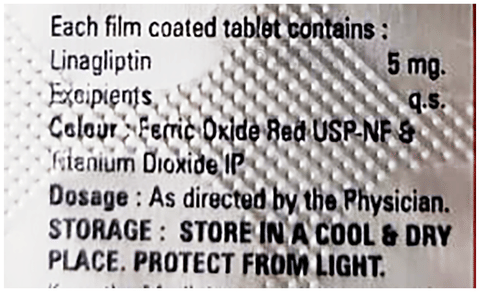 Each film coated tablet contains :
Linagliptin 5 mg.
Excipients q.s.
Colour : Ferric Oxide Red USP-NF &
Titanium Dioxide IP
Dosage : As directed by the Physician.
STORAGE : STORE IN A COOL & DRY
PLACE. PROTECT FROM LIGHT.